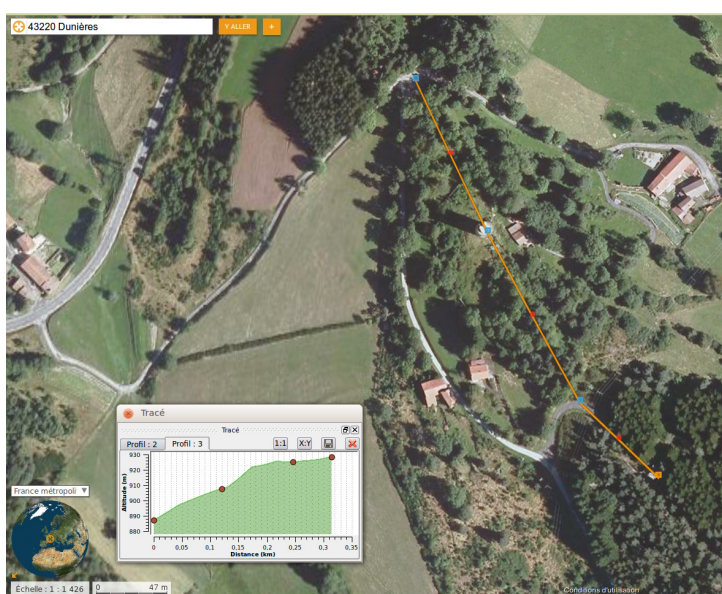 43220 Dunières
Y ALLER
+
Tracé
Tracé
Profil : 2
Profil : 3
1:1
X:Y
Altitude (m)
930
920
910
900
890
880
0
0,05
0,1
0,15
0,2
0,25
0,3
0,35
Distance (km)
France métropoli
Échelle : 1 : 1 426
0
47 m
Conditions d'utilisation